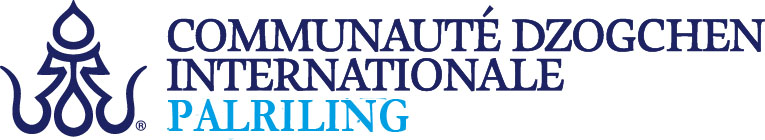 COMMUNAUTÉ DZOGCHEN
INTERNATIONALE
PALRILING
®